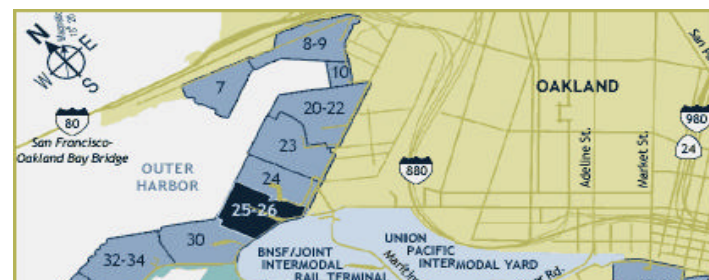 N
E
W
S
Magnetic
8-9
7
10
OAKLAND
20-22
80
San Francisco-
Oakland Bay Bridge
23
980
24
Adeline St.
Market St.
OUTER
HARBOR
880
24
25-26
30
32-34
BNSF/JOINT
INTERMODAL
RAIL TERMINAL
UNION
PACIFIC
INTERMODAL YARD
Rd.